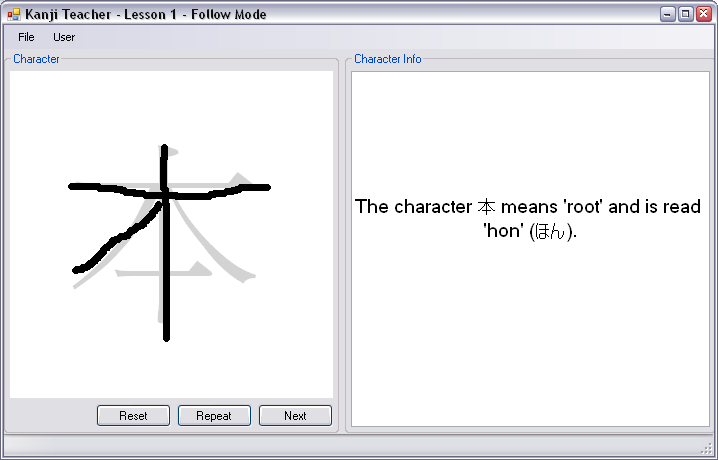 Kanji Teacher - Lesson 1 - Follow Mode
File User
Character
本
Reset Repeat Next
Character Info
The character 本 means 'root' and is read
'hon' (ほん).